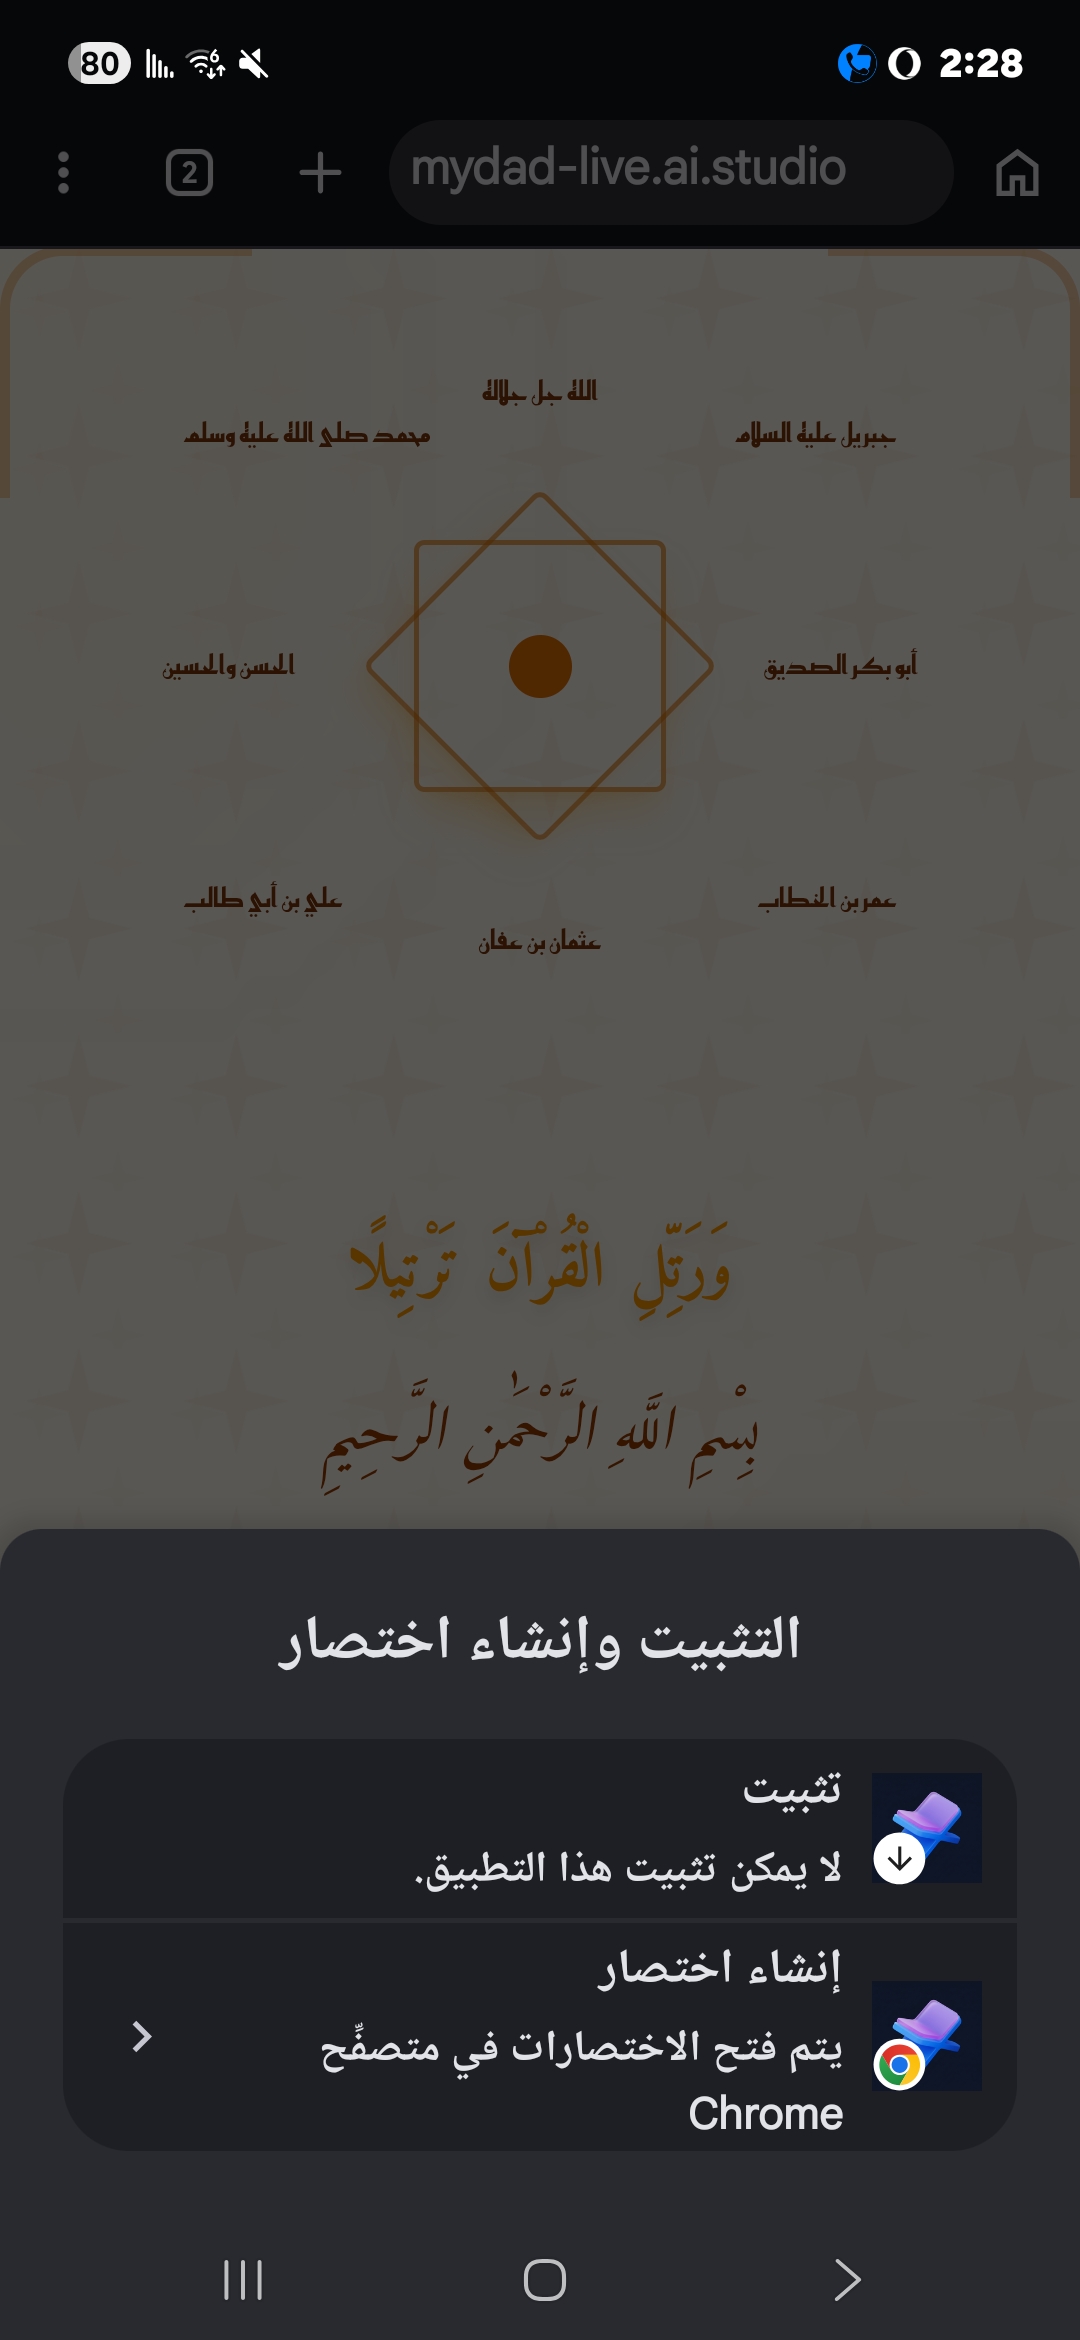 80
6
2:28
2
mydad-live.ai.studio
الله جل جلاله
جبريل عليه السلام
محمد صلي الله عليه وسلم
أبو بكر الصديق
الحسن والحسين
عمر بن الخطاب
علي بن أبي طالب
عثمان بن عفان
وَرَتِّلِ الْقُرْآنَ تَرْتِيلًا
بِسْمِ اللَّهِ الرَّحْمَٰنِ الرَّحِيمِ
التثبيت وإنشاء اختصار
تثبيت
لا يمكن تثبيت هذا التطبيق.
إنشاء اختصار
يتم فتح الاختصارات في متصفِّح
Chrome